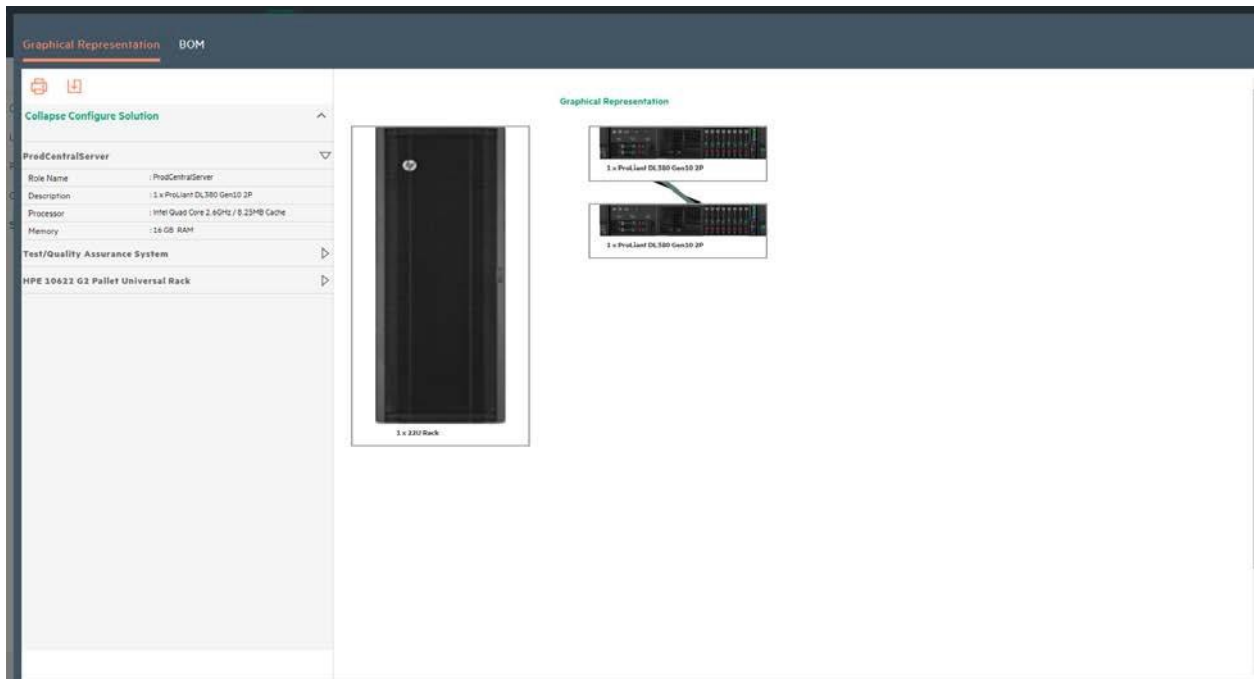 Graphical Representation BOM
Collapse Configure Solution
ProdCentralServer
Role Name : ProdCentralServer
Description : 1 x ProLiant DL380 Gen10 2P
Processor : Intel Quad Core 2.6GHz / 8.25MB Cache
Memory : 16 GB RAM
Test/Quality Assurance System
HPE 10622 G2 Pallet Universal Rack
Graphical Representation
hp
1 x 22U Rack
1 x ProLiant DL380 Gen10 2P
1 x ProLiant DL380 Gen10 2P